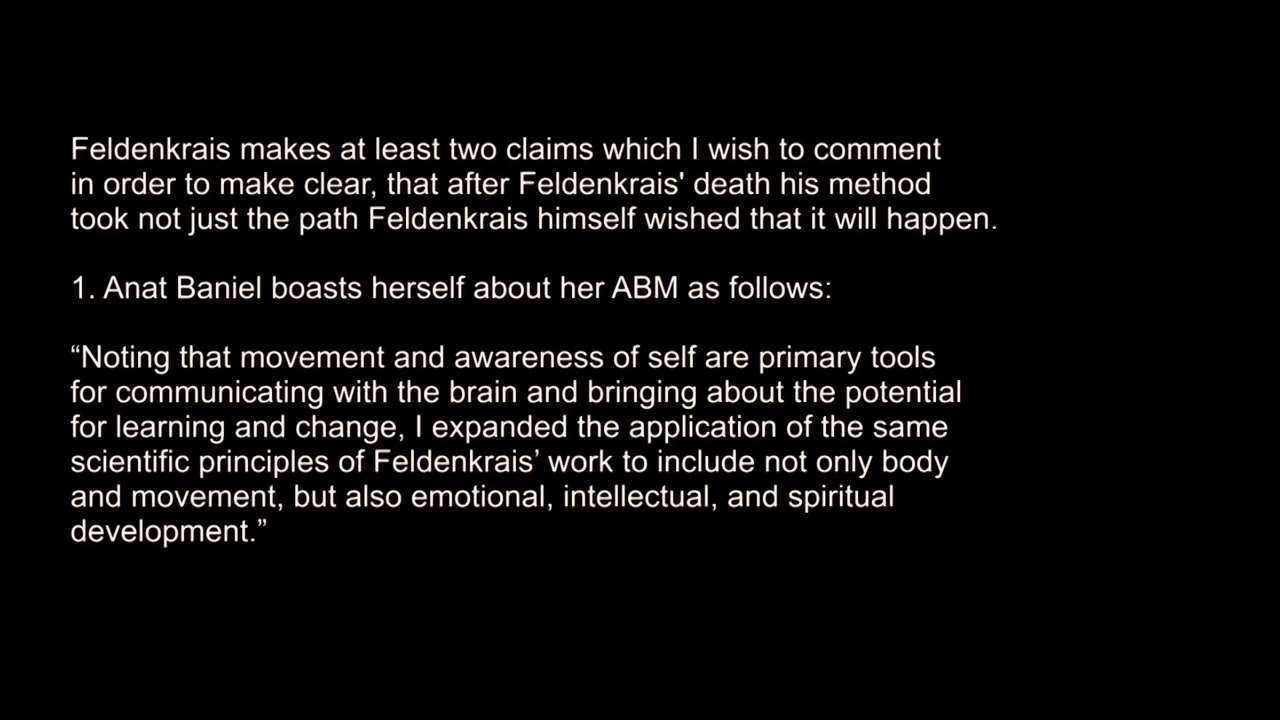 Feldenkrais makes at least two claims which I wish to comment
in order to make clear, that after Feldenkrais' death his method
took not just the path Feldenkrais himself wished that it will happen.
1. Anat Baniel boasts herself about her ABM as follows:
“Noting that movement and awareness of self are primary tools
for communicating with the brain and bringing about the potential
for learning and change, I expanded the application of the same
scientific principles of Feldenkrais’ work to include not only body
and movement, but also emotional, intellectual, and spiritual
development.”